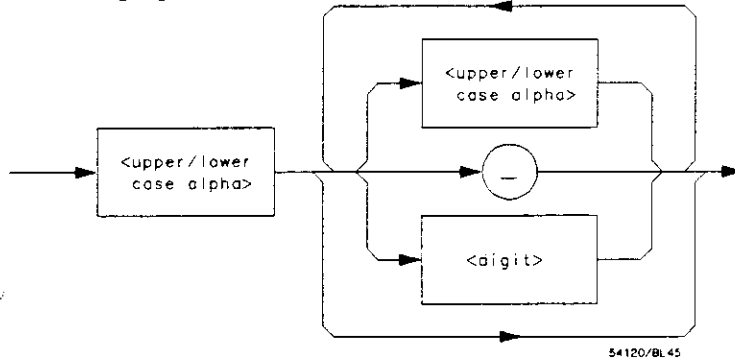 <upper/lower
case alpha>
<upper/lower
case alpha>
_
<digit>
54120/BL45